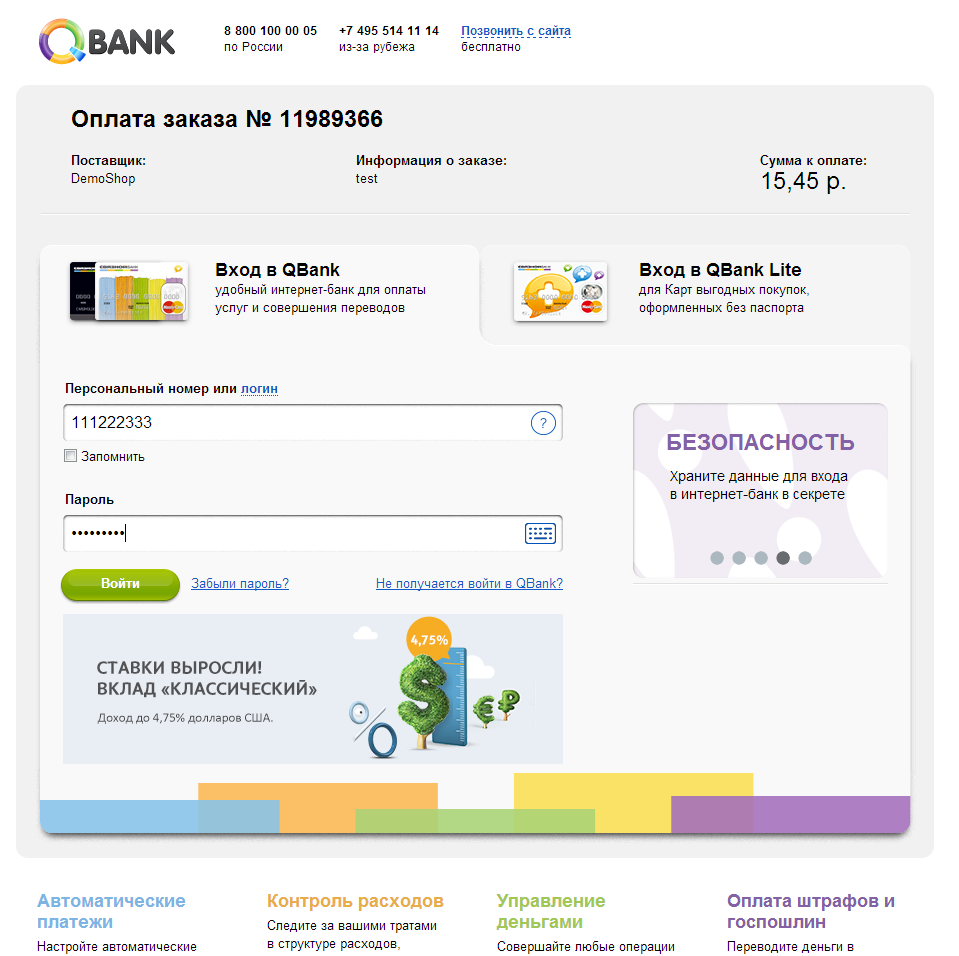 QBANK
8 800 100 00 05
по России
+7 495 514 11 14
из-за рубежа
Позвонить с сайта
бесплатно
Оплата заказа № 11989366
Поставщик:
DemoShop
Информация о заказе:
test
Сумма к оплате:
15,45 р.
Вход в QBank
удобный интернет-банк для оплаты
услуг и совершения переводов
Вход в QBank Lite
для Карт выгодных покупок,
оформленных без паспорта
Персональный номер или логин
111222333
?
Запомнить
Пароль
•••••••••
Войти
Забыли пароль?
Не получается войти в QBank?
БЕЗОПАСНОСТЬ
Храните данные для входа
в интернет-банк в секрете
4,75%
СТАВКИ ВЫРОСЛИ!
ВКЛАД «КЛАССИЧЕСКИЙ»
Доход до 4,75% долларов США.
Автоматические
платежи
Настройте автоматические
Контроль расходов
Следите за вашими тратами
в структуре расходов,
Управление
деньгами
Совершайте любые операции
Оплата штрафов и
госпошлин
Переводите деньги в